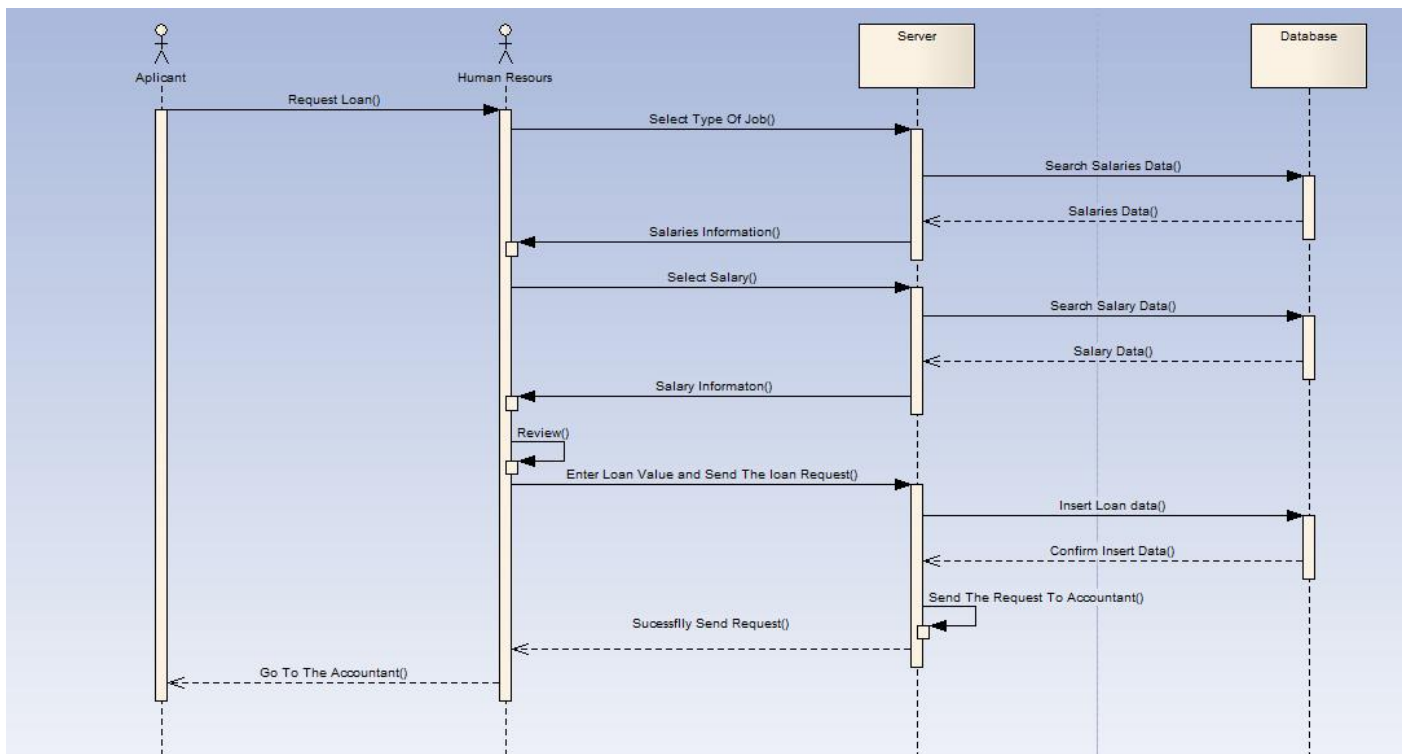 Server
Database
Aplicant
Human Resours
Request Loan()
Select Type Of Job()
Search Salaries Data()
Salaries Data()
Salaries Information()
Select Salary()
Search Salary Data()
Salary Data()
Salary Informaton()
Review()
Enter Loan Value and Send The loan Request()
Insert Loan data()
Confirm Insert Data()
Send The Request To Accountant()
Sucessflly Send Request()
Go To The Accountant()